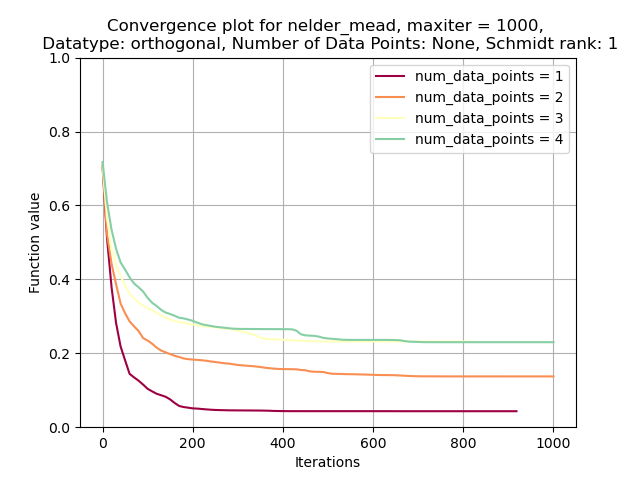 Convergence plot for nelder_mead, maxiter = 1000,
Datatype: orthogonal, Number of Data Points: None, Schmidt rank: 1
1.0
0.8
0.6
0.4
0.2
0.0
Function value
num_data_points = 1
num_data_points = 2
num_data_points = 3
num_data_points = 4
0 200 400 600 800 1000
Iterations